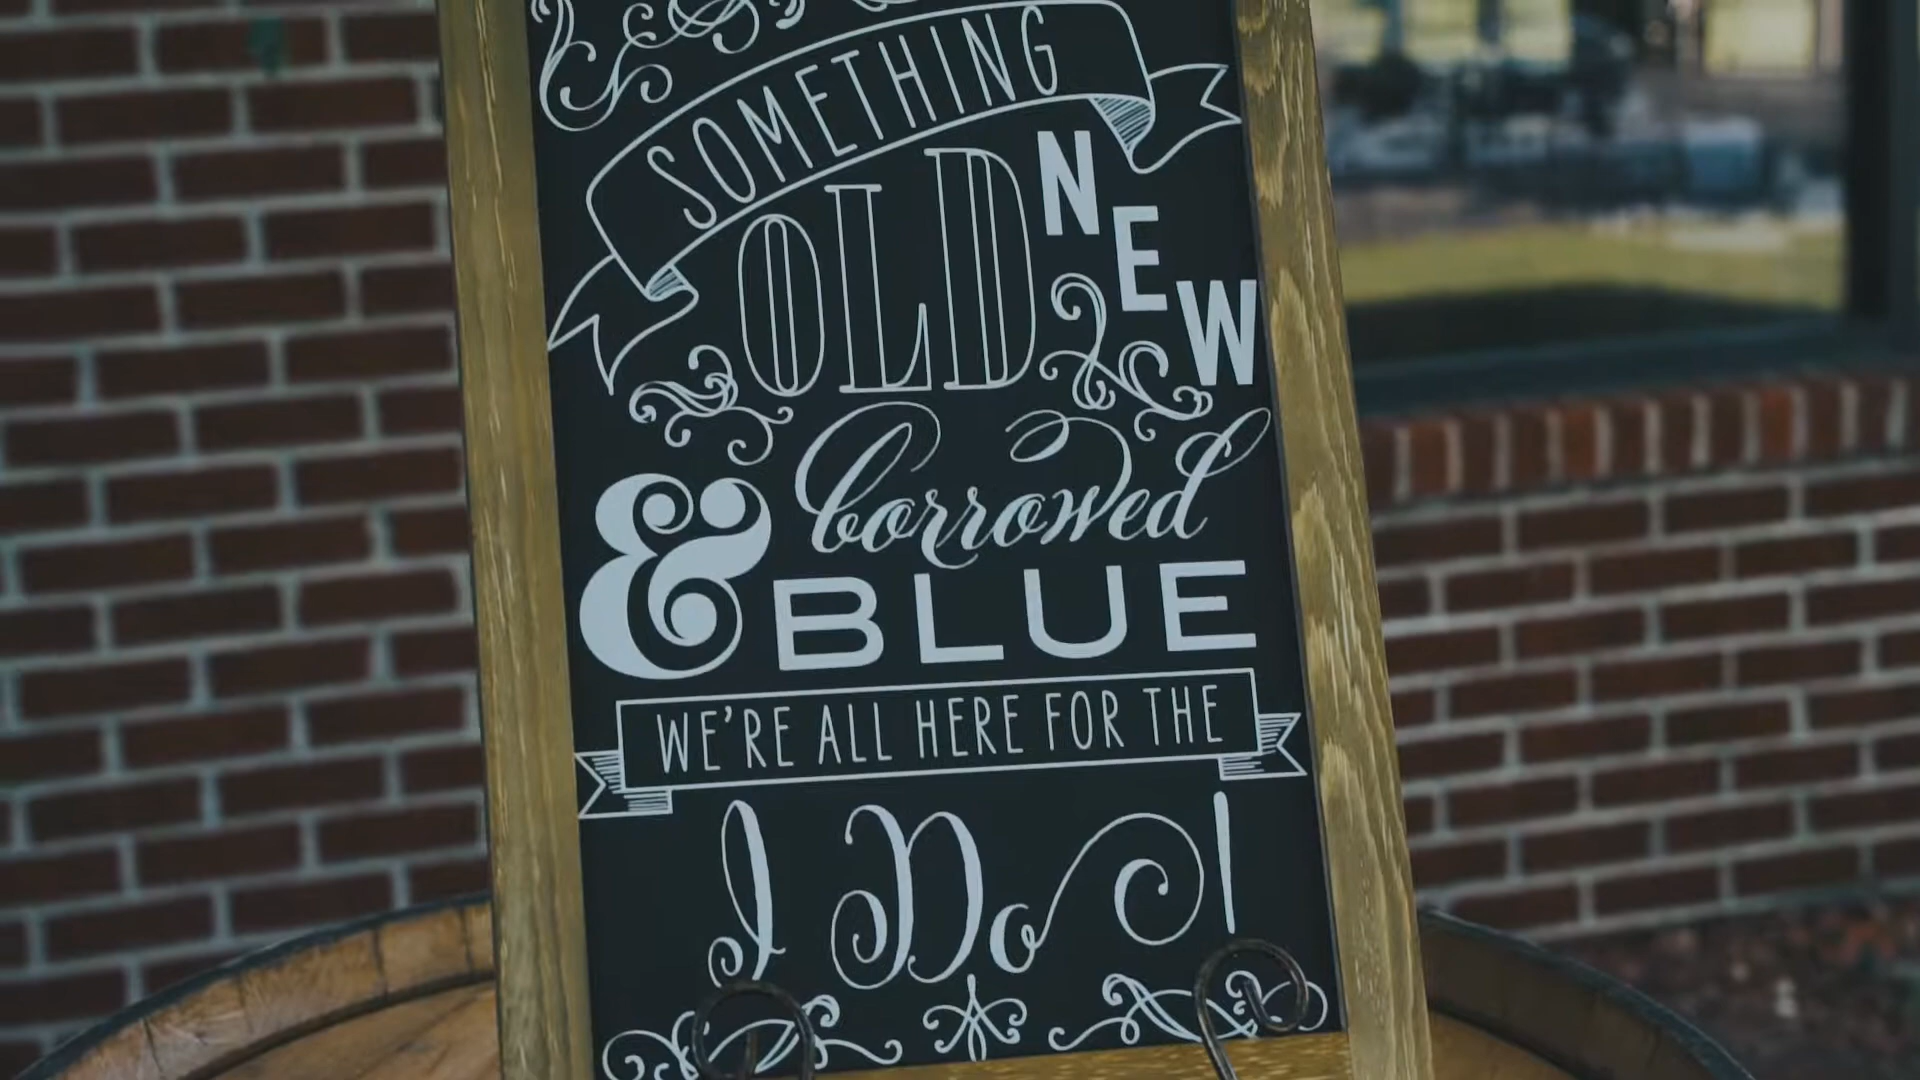 SOMETHING
OLD NEW
& borrowed
BLUE
WE'RE ALL HERE FOR THE
I Do!